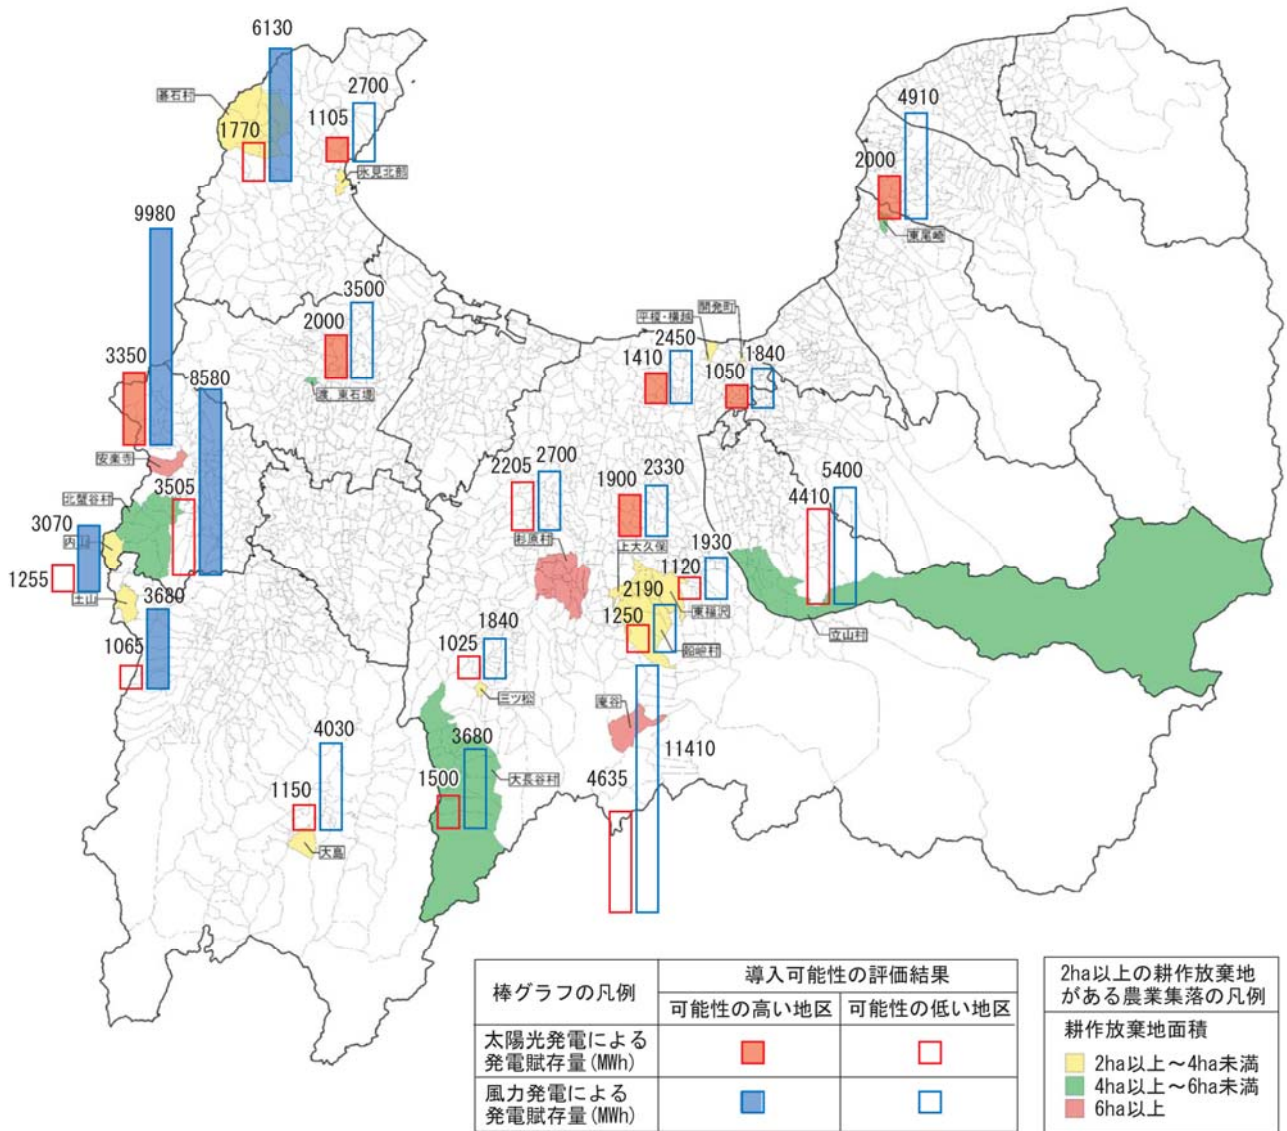 6130
2700
碁石村
1770
1105
氷見北部
4910
2000
東尾崎
9980
3500
2000
3350
8580
渡、東石堤
開発町
平榎・横越
2450
1410
1840
1050
安楽寺
北蟹谷村
3505
3070
内山
1255
土山
3680
1065
2205
2700
杉原村
2330
1900
上大久保
1930
1120
2190
東福沢
1250
船峅村
5400
4410
立山村
1840
1025
三ツ松
庵谷
11410
4635
4030
1150
大島
3680
1500
大長谷村
棒グラフの凡例
導入可能性の評価結果
可能性の高い地区
可能性の低い地区
太陽光発電による
発電賦存量(MWh)
風力発電による
発電賦存量(MWh)
2ha以上の耕作放棄地
がある農業集落の凡例
耕作放棄地面積
2ha以上～4ha未満
4ha以上～6ha未満
6ha以上